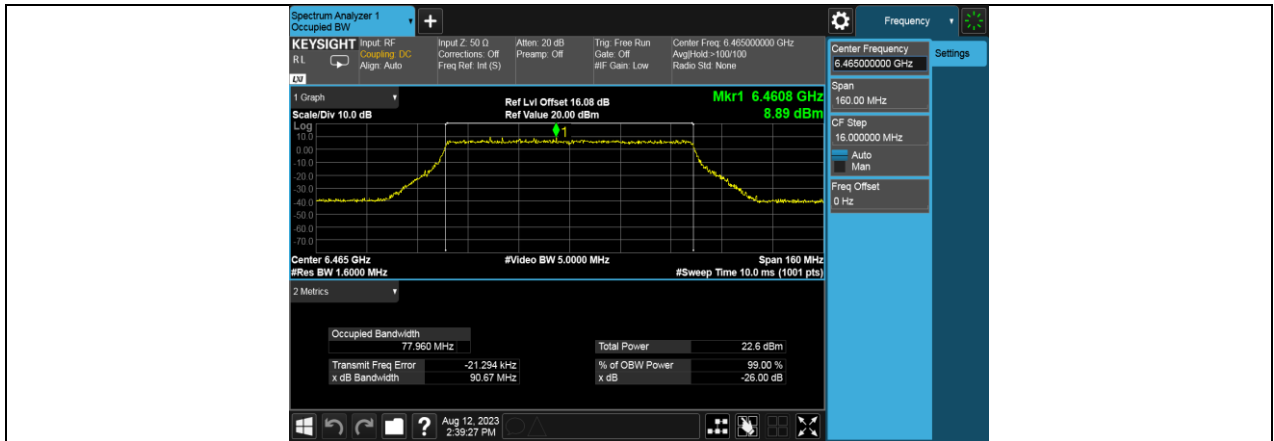 Spectrum Analyzer 1
Occupied BW
+
Frequency
KEYSIGHT
R L
Input: RF
Coupling: DC
Align: Auto
Input Z: 50 Ω
Corrections: Off
Freq Ref: Int (S)
Atten: 20 dB
Preamp: Off
Trig: Free Run
Gate: Off
#IF Gain: Low
Center Freq: 6.465000000 GHz
Avg|Hold:>100/100
Radio Std: None
LXI
1 Graph
Scale/Div 10.0 dB
Ref Lvl Offset 16.08 dB
Ref Value 20.00 dBm
Mkr1 6.4608 GHz
8.89 dBm
Log
10.0
0.00
-10.0
-20.0
-30.0
-40.0
-50.0
-60.0
-70.0
1
Center 6.465 GHz
#Res BW 1.6000 MHz
#Video BW 5.0000 MHz
Span 160 MHz
#Sweep Time 10.0 ms (1001 pts)
2 Metrics
Occupied Bandwidth
77.960 MHz
Transmit Freq Error -21.294 kHz
x dB Bandwidth 90.67 MHz
Total Power 22.6 dBm
% of OBW Power 99.00 %
x dB -26.00 dB
Center Frequency
6.465000000 GHz
Span
160.00 MHz
CF Step
16.000000 MHz
Auto
Man
Freq Offset
0 Hz
Settings
?
Aug 12, 2023
2:39:27 PM